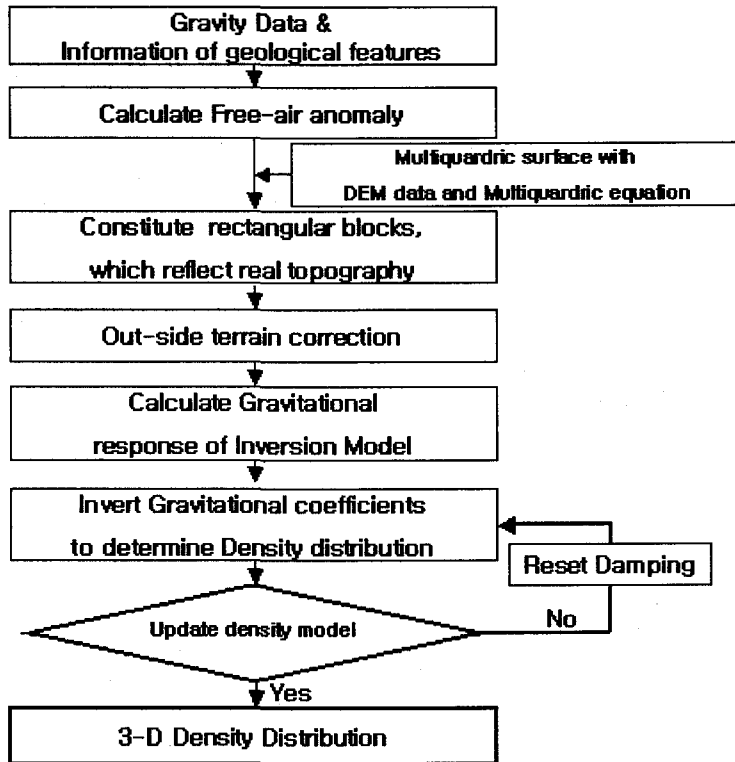 Gravity Data &
Information of geological features
Calculate Free-air anomaly
Multiquardric surface with
DEM data and Multiquardric equation
Constitute rectangular blocks,
which reflect real topography
Out-side terrain correction
Calculate Gravitational
response of Inversion Model
Invert Gravitational coefficients
to determine Density distribution
Reset Damping
Update density model
No
Yes
3-D Density Distribution